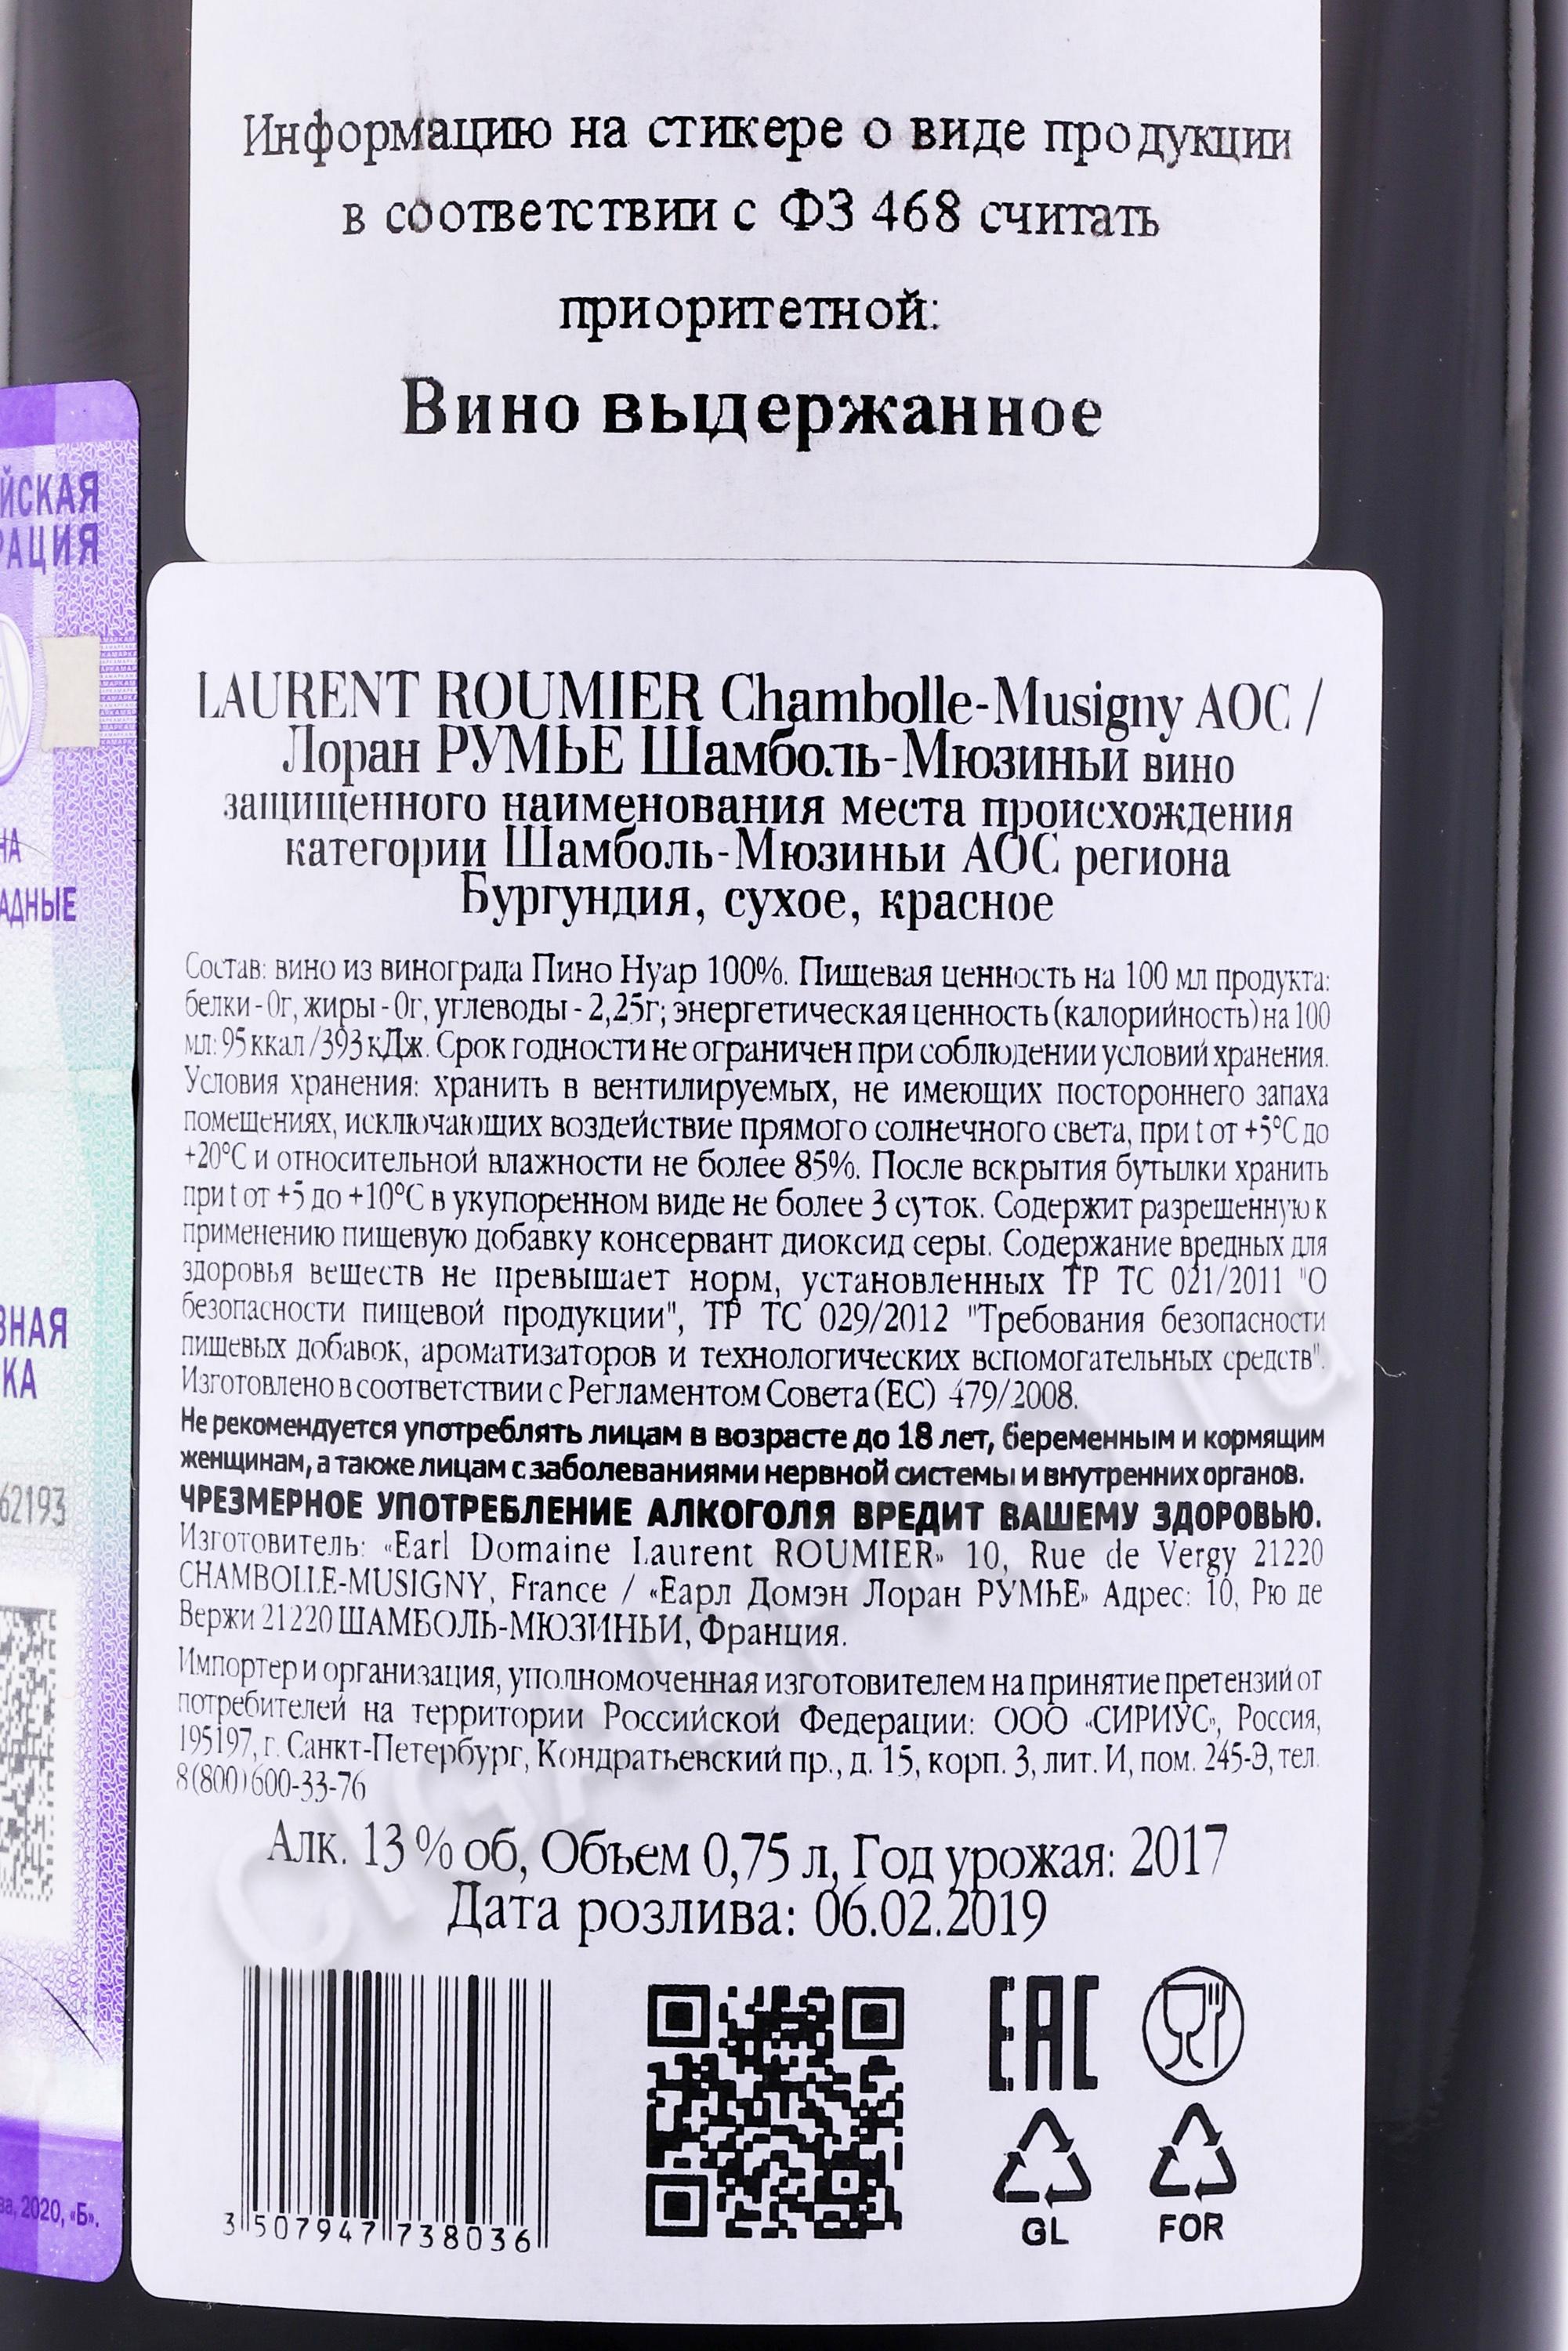 Информацию на стикере о виде продукции
в соответствии с ФЗ 468 считать
приоритетной:
Вино выдержанное
ЙСКАЯ
РАЦИЯ
НА
АДНЫЕ
ЗНАЯ
КА
62193
ва, 2020, «Б».
LAURENT ROUMIER Chambolle-Musigny AOC /
Лоран РУМЬЕ Шамболь-Мюзиньи вино
защищенного наименования места происхождения
категории Шамболь-Мюзиньи АОС региона
Бургундия, сухое, красное
Состав: вино из винограда Пино Нуар 100%. Пищевая ценность на 100 мл продукта:
белки - 0г, жиры - 0г, углеводы - 2,25г; энергетическая ценность (калорийность) на 100
мл: 95 ккал /393 кДж. Срок годности не ограничен при соблюдении условий хранения.
Условия хранения: хранить в вентилируемых, не имеющих постороннего запаха
помещениях, исключающих воздействие прямого солнечного света, при t от +5°С до
+20°С и относительной влажности не более 85%. После вскрытия бутылки хранить
при t от +5 до +10°С в укупоренном виде не более 3 суток. Содержит разрешенную к
применению пищевую добавку консервант диоксид серы. Содержание вредных для
здоровья веществ не превышает норм, установленных ТР ТС 021/2011 "О
безопасности пищевой продукции", ТР ТС 029/2012 "Требования безопасности
пищевых добавок, ароматизаторов и технологических вспомогательных средств".
Изготовлено в соответствии с Регламентом Совета (ЕС) 479/2008.
Не рекомендуется употреблять лицам в возрасте до 18 лет, беременным и кормящим
женщинам, а также лицам с заболеваниями нервной системы и внутренних органов.
ЧРЕЗМЕРНОЕ УПОТРЕБЛЕНИЕ АЛКОГОЛЯ ВРЕДИТ ВАШЕМУ ЗДОРОВЬЮ.
Изготовитель: «Earl Domaine Laurent ROUMIER» 10, Rue de Vergy 21220
CHAMBOLLE-MUSIGNY, France / «Еарл Домэн Лоран РУМЬЕ» Адрес: 10, Рю де
Вержи 21220 ШАМБОЛЬ-МЮЗИНЬИ, Франция.
Импортер и организация, уполномоченная изготовителем на принятие претензий от
потребителей на территории Российской Федерации: ООО «СИРИУС», Россия,
195197, г. Санкт-Петербург, Кондратьевский пр., д. 15, корп. 3, лит. И, пом. 245-Э, тел.
8(800)600-33-76
Алк. 13 % об, Объем 0,75 л, Год урожая: 2017
Дата розлива: 06.02.2019
3 507947 738036
ЕАС
GL
FOR